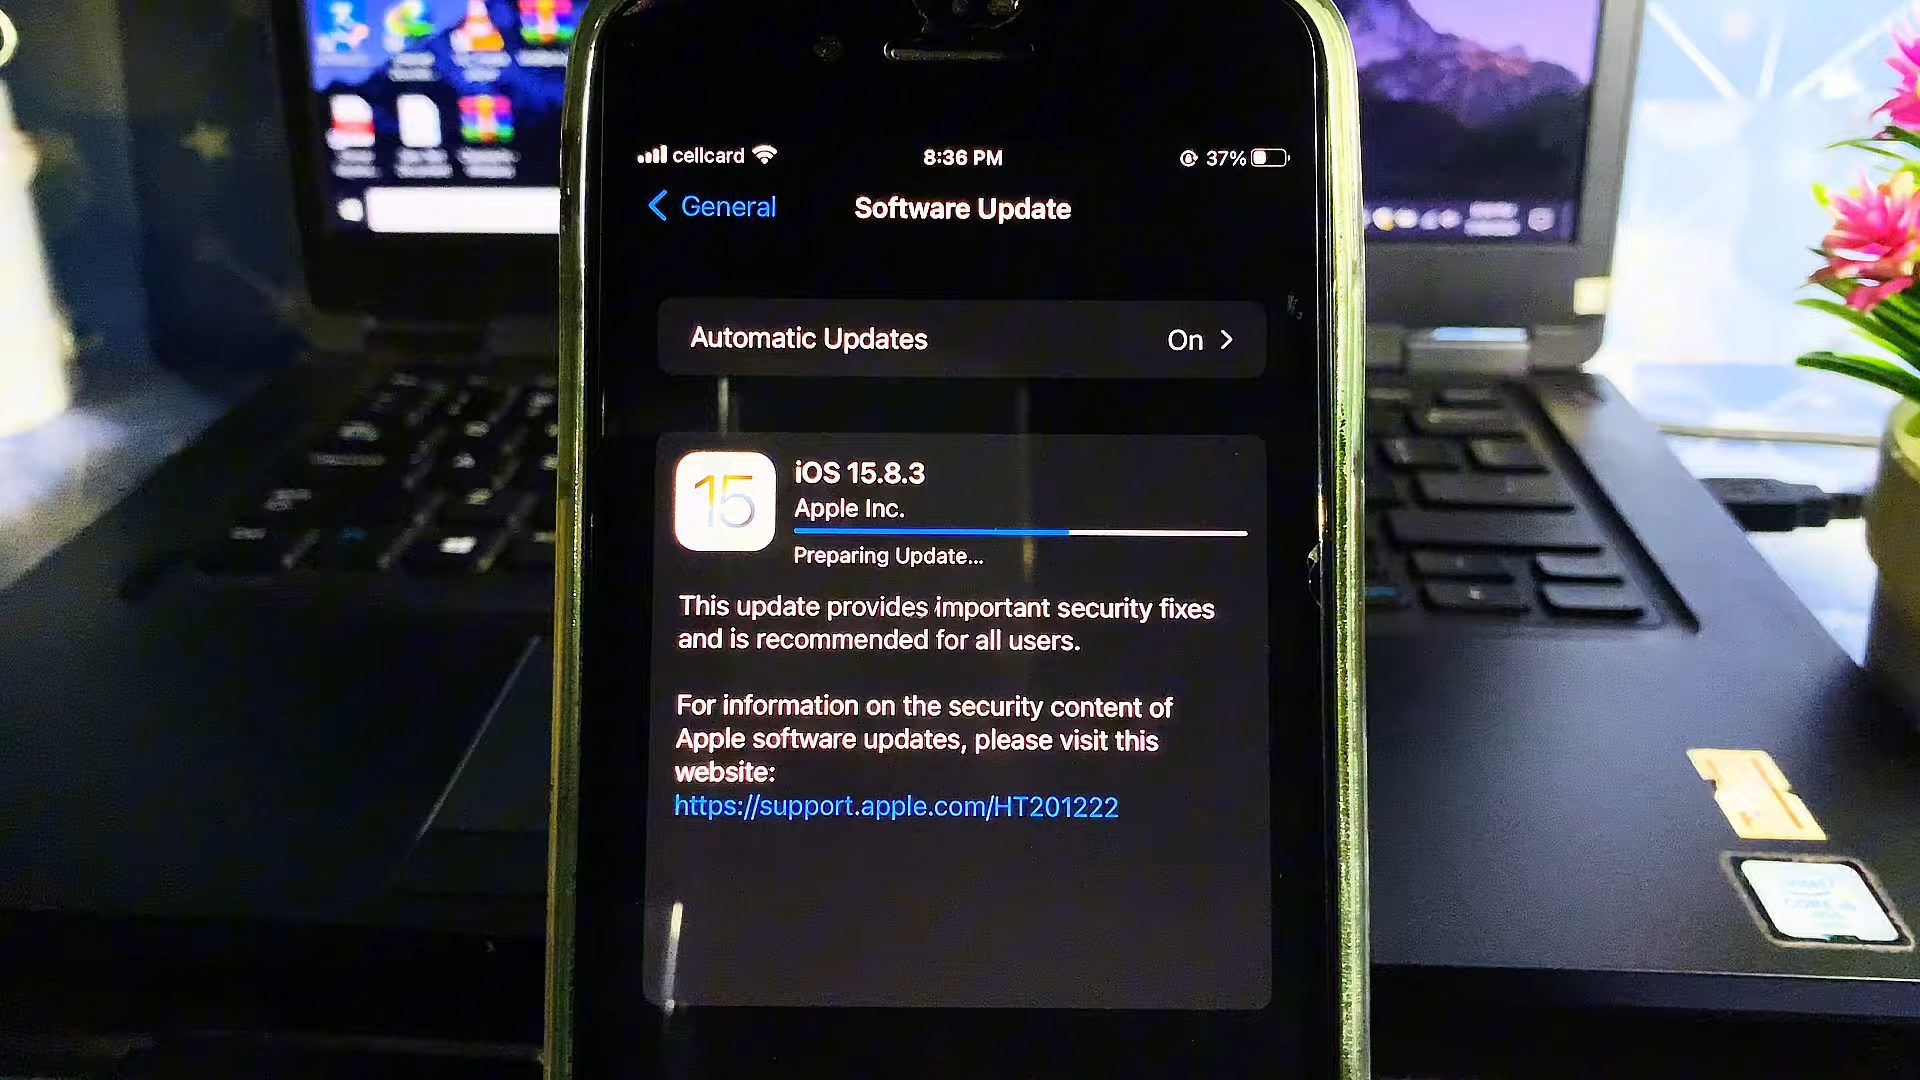 cellcard 8:36 PM 37%
General Software Update
Automatic Updates On
15 iOS 15.8.3
Apple Inc.
Preparing Update...
This update provides important security fixes
and is recommended for all users.
For information on the security content of
Apple software updates, please visit this
website:
https://support.apple.com/HT201222